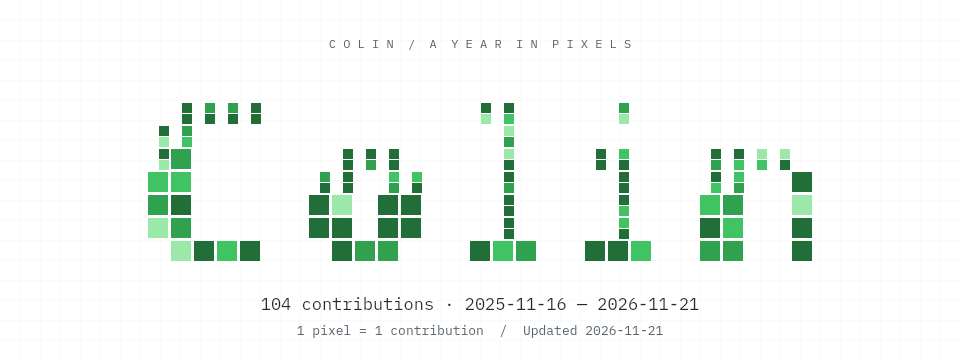 COLIN / A YEAR IN PIXELS
Colin
104 contributions · 2025-11-16 — 2026-11-21
1 pixel = 1 contribution / Updated 2026-11-21